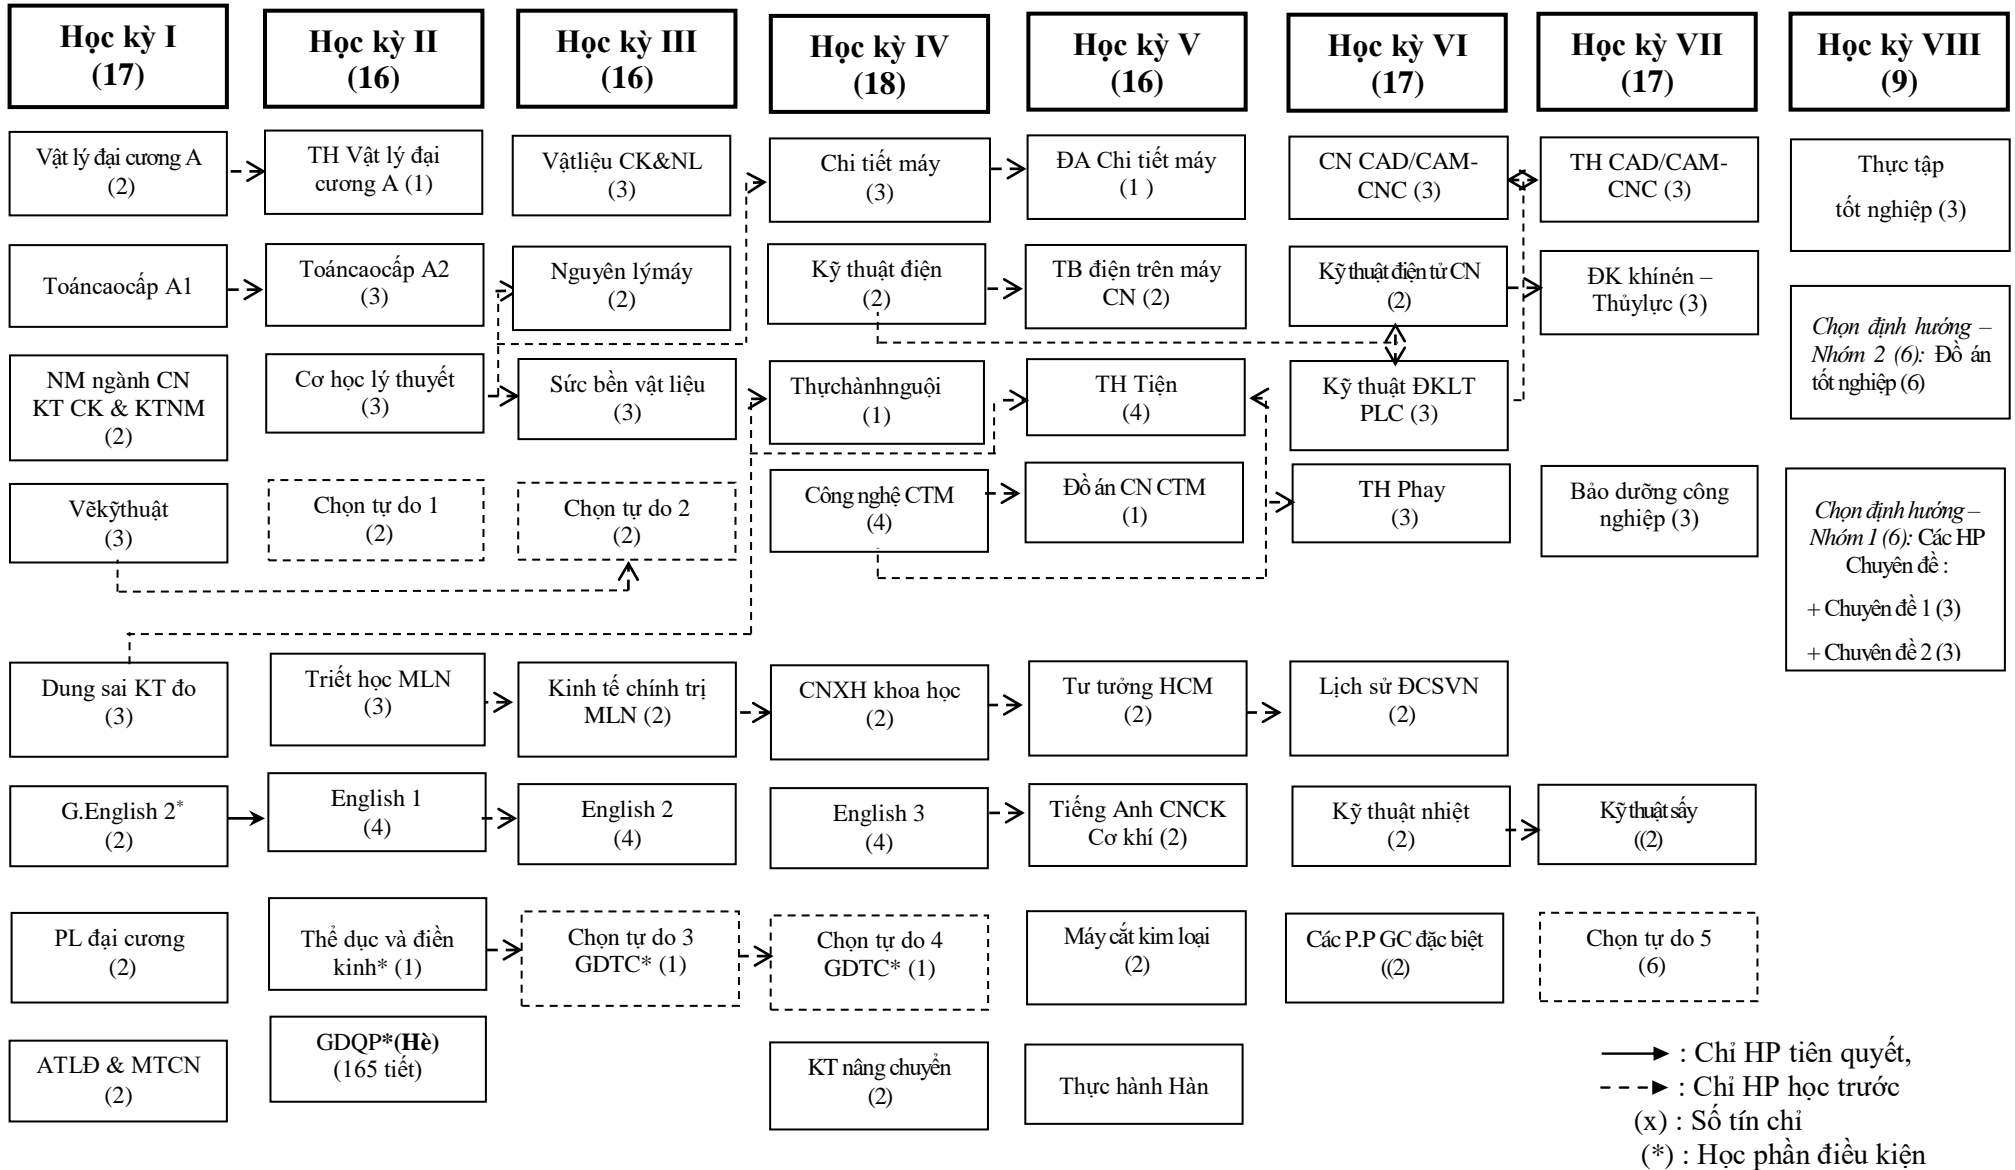 Học kỳ I
(17)
Học kỳ II
(16)
Học kỳ III
(16)
Học kỳ IV
(18)
Học kỳ V
(16)
Học kỳ VI
(17)
Học kỳ VII
(17)
Học kỳ VIII
(9)
Vật lý đại cương A
(2)
TH Vật lý đại
cương A (1)
Vậtliệu CK&NL
(3)
Chi tiết máy
(3)
ĐA Chi tiết máy
(1 )
CN CAD/CAM-
CNC (3)
TH CAD/CAM-
CNC (3)
Thực tập
tốt nghiệp (3)
Toáncaocấp A1
Toáncaocấp A2
(3)
Nguyên lýmáy
(2)
Kỹ thuật điện
(2)
TB điện trên máy
CN (2)
Kỹ thuật điện tử CN
(2)
ĐK khínén –
Thủylực (3)
Chọn định hướng –
Nhóm 2 (6): Đồ án
tốt nghiệp (6)
NM ngành CN
KT CK & KTNM
(2)
Cơ học lý thuyết
(3)
Sức bền vật liệu
(3)
Thựchànhnguội
(1)
TH Tiện
(4)
Kỹ thuật ĐKLT
PLC (3)
Vẽkỹthuật
(3)
Chọn tự do 1
(2)
Chọn tự do 2
(2)
Công nghệ CTM
(4)
Đồ án CN CTM
(1)
TH Phay
(3)
Bảo dưỡng công
nghiệp (3)
Chọn định hướng –
Nhóm 1 (6): Các HP
Chuyên đề :
+ Chuyên đề 1 (3)
+ Chuyên đề 2 (3)
Dung sai KT đo
(3)
Triết học MLN
(3)
Kinh tế chính trị
MLN (2)
CNXH khoa học
(2)
Tư tưởng HCM
(2)
Lịch sử ĐCSVN
(2)
G.English 2*
(2)
English 1
(4)
English 2
(4)
English 3
(4)
Tiếng Anh CNCK
Cơ khí (2)
Kỹ thuật nhiệt
(2)
Kỹ thuật sấy
((2)
PL đại cương
(2)
Thể dục và điền
kinh* (1)
Chọn tự do 3
GDTC* (1)
Chọn tự do 4
GDTC* (1)
Máy cắt kim loại
(2)
Các P.P GC đặc biệt
((2)
Chọn tự do 5
(6)
ATLĐ & MTCN
(2)
GDQP*(Hè)
(165 tiết)
KT nâng chuyển
(2)
Thực hành Hàn
: Chỉ HP tiên quyết,
: Chỉ HP học trước
(x) : Số tín chỉ
(*) : Học phần điều kiện